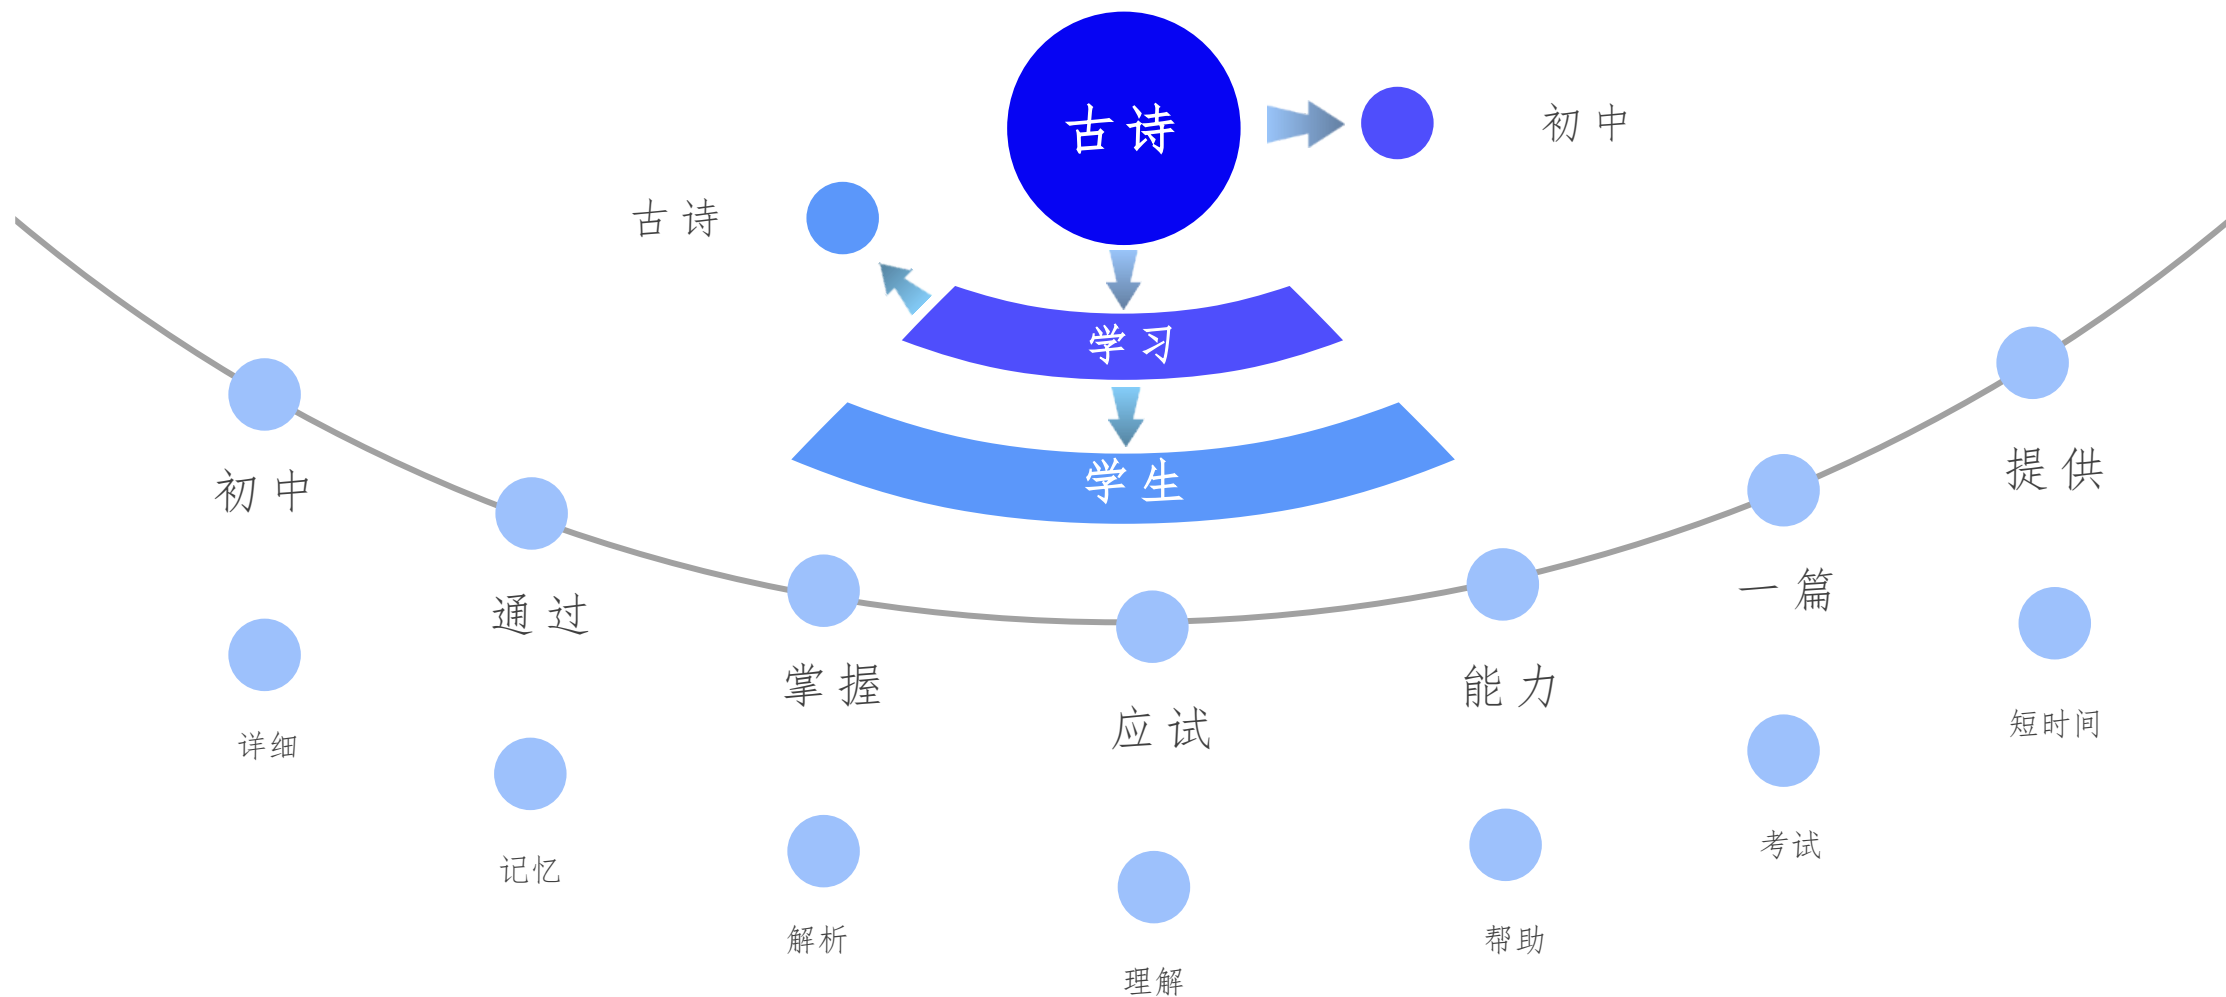 古诗
初中
古诗
学习
学生
初中
通过
掌握
应试
能力
一篇
提供
详细
记忆
解析
理解
帮助
考试
短时间